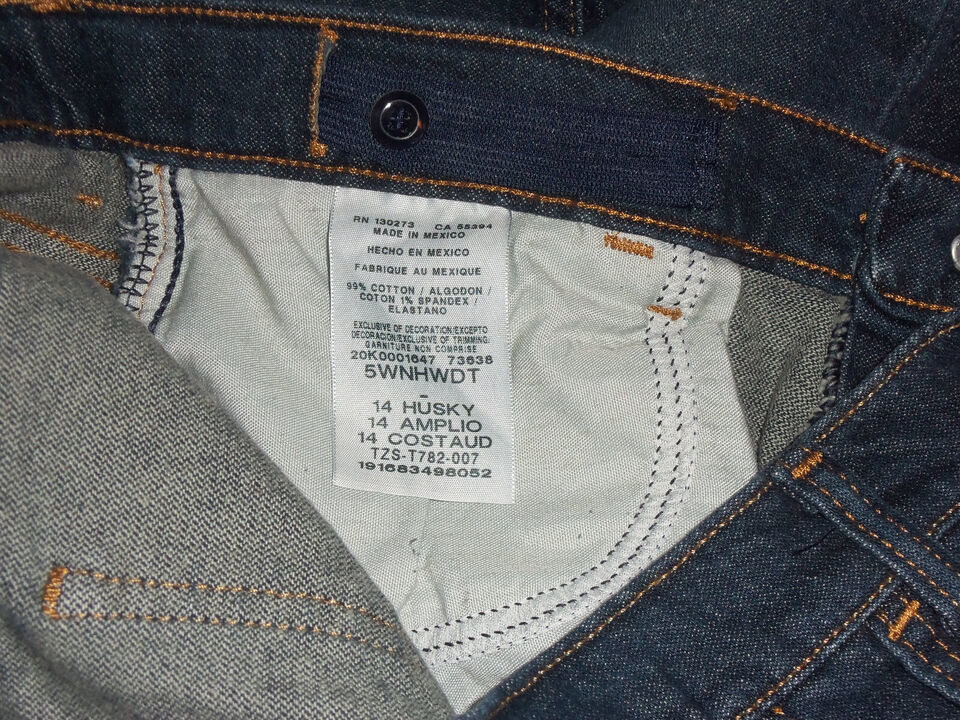 RN 130273 CA 55394
MADE IN MEXICO
HECHO EN MEXICO
FABRIQUE AU MEXIQUE
99% COTTON / ALGODON /
COTON 1% SPANDEX /
ELASTANO
EXCLUSIVE OF DECORATION/EXCEPTO
DECORACION/EXCLUSIVE OF TRIMMING/
GARNITURE NON COMPRISE
20K0001647 73638
5WNHWDT
-
14 HUSKY
14 AMPLIO
14 COSTAUD
TZS-T782-007
191683498052